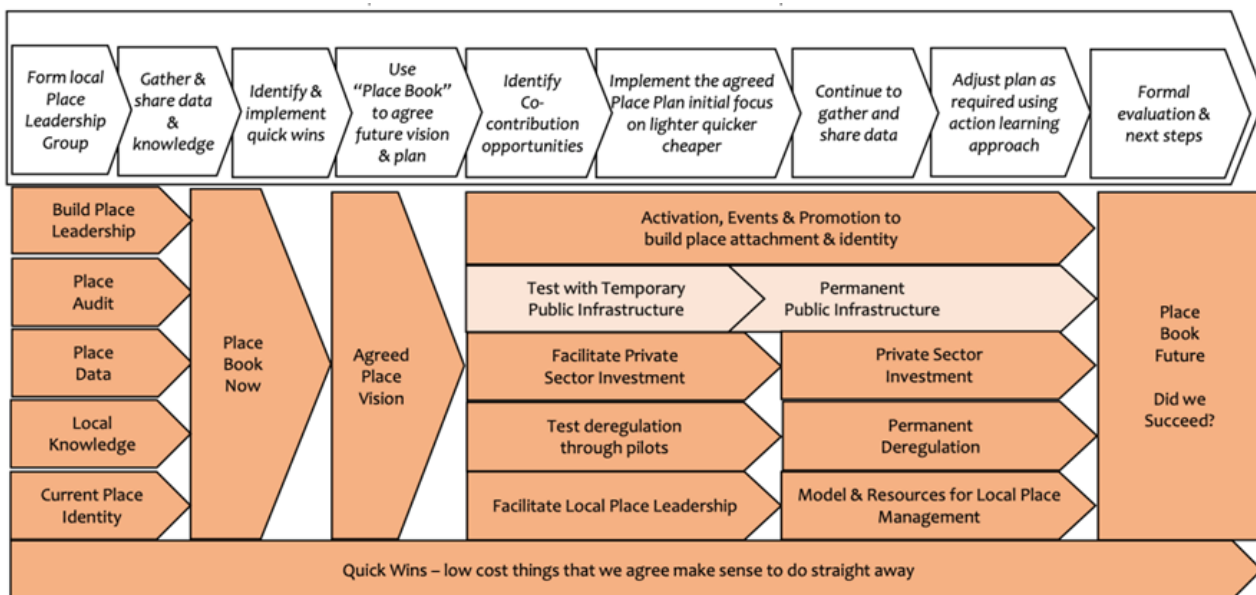 Form local
Place
Leadership
Group
Gather &
share data
&
knowledge
Identify &
implement
quick wins
Use
“Place Book”
to agree
future vision
& plan
Identify
Co-
contribution
opportunities
Implement the agreed
Place Plan initial focus
on lighter quicker
cheaper
Continue to
gather and
share data
Adjust plan as
required using
action learning
approach
Formal
evaluation &
next steps
Build Place
Leadership
Place
Audit
Place
Data
Local
Knowledge
Current Place
Identity
Place
Book
Now
Agreed
Place
Vision
Activation, Events & Promotion to
build place attachment & identity
Test with Temporary
Public Infrastructure
Permanent
Public Infrastructure
Facilitate Private
Sector Investment
Private Sector
Investment
Test deregulation
through pilots
Permanent
Deregulation
Facilitate Local Place Leadership
Model & Resources for Local Place
Management
Place
Book
Future
Did we
Succeed?
Quick Wins – low cost things that we agree make sense to do straight away